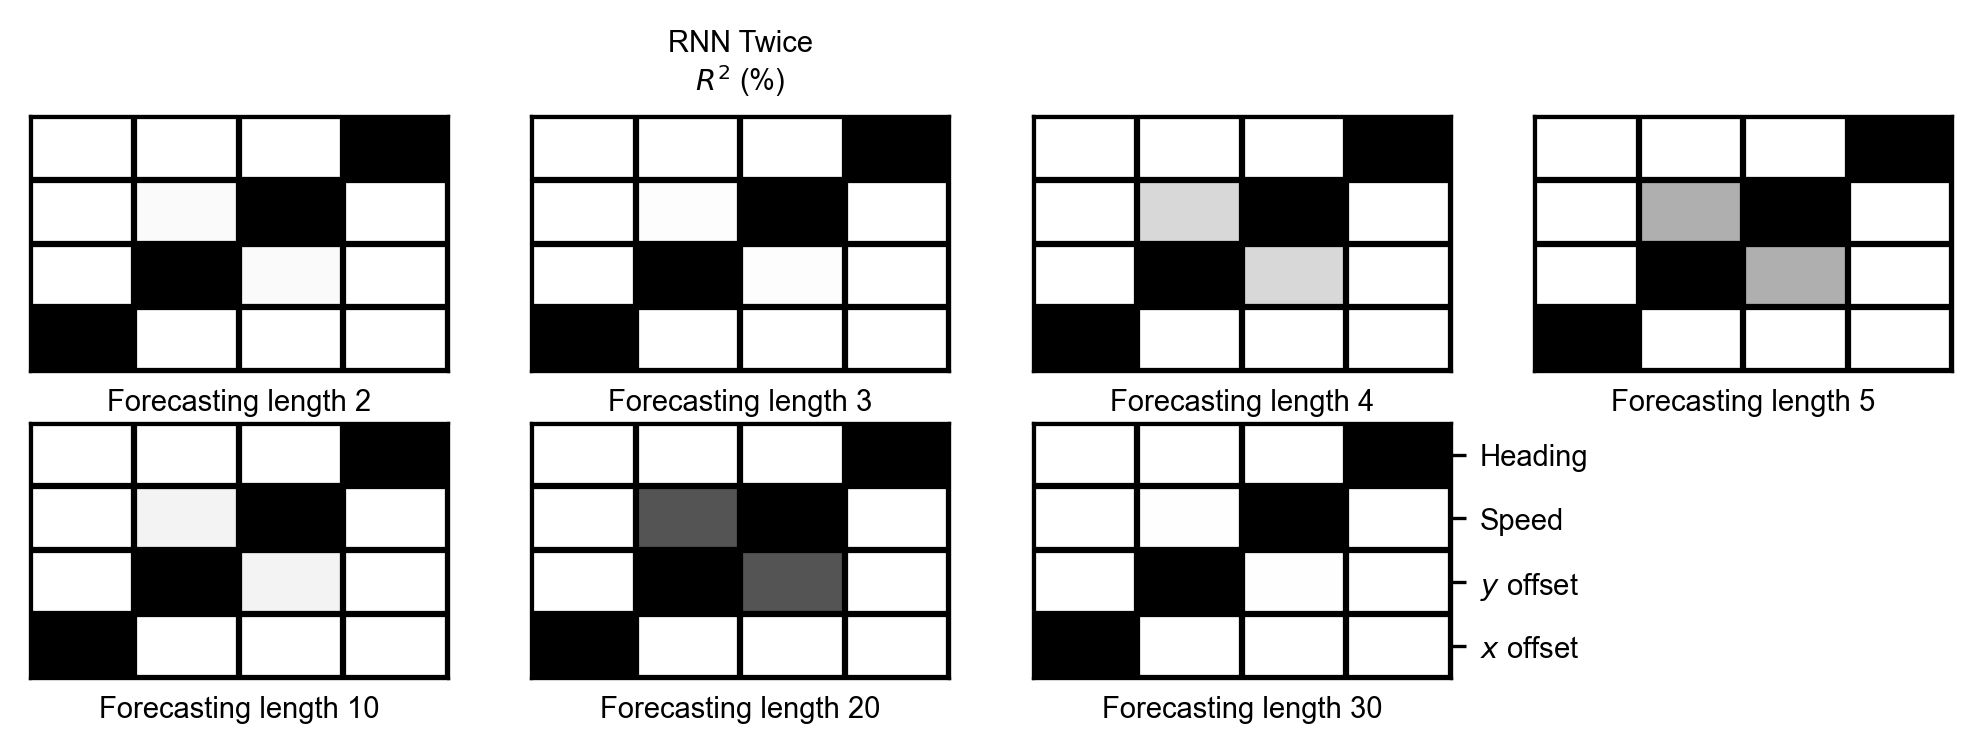 RNN Twice
R² (%)
Forecasting length 2
Forecasting length 3
Forecasting length 4
Forecasting length 5
Heading
Speed
y offset
x offset
Forecasting length 10
Forecasting length 20
Forecasting length 30